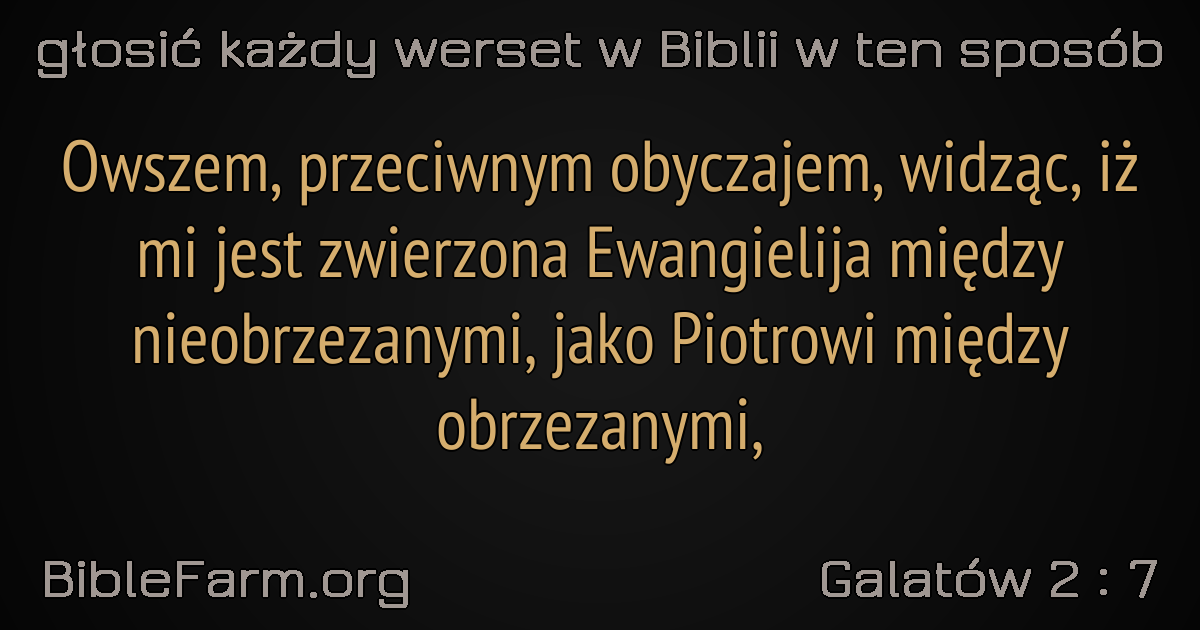 głosić każdy werset w Biblii w ten sposób
Owszem, przeciwnym obyczajem, widząc, iż
mi jest zwierzona Ewangielija między
nieobrzezanymi, jako Piotrowi między
obrzezanymi,
BibleFarm.org
Galatów 2 : 7